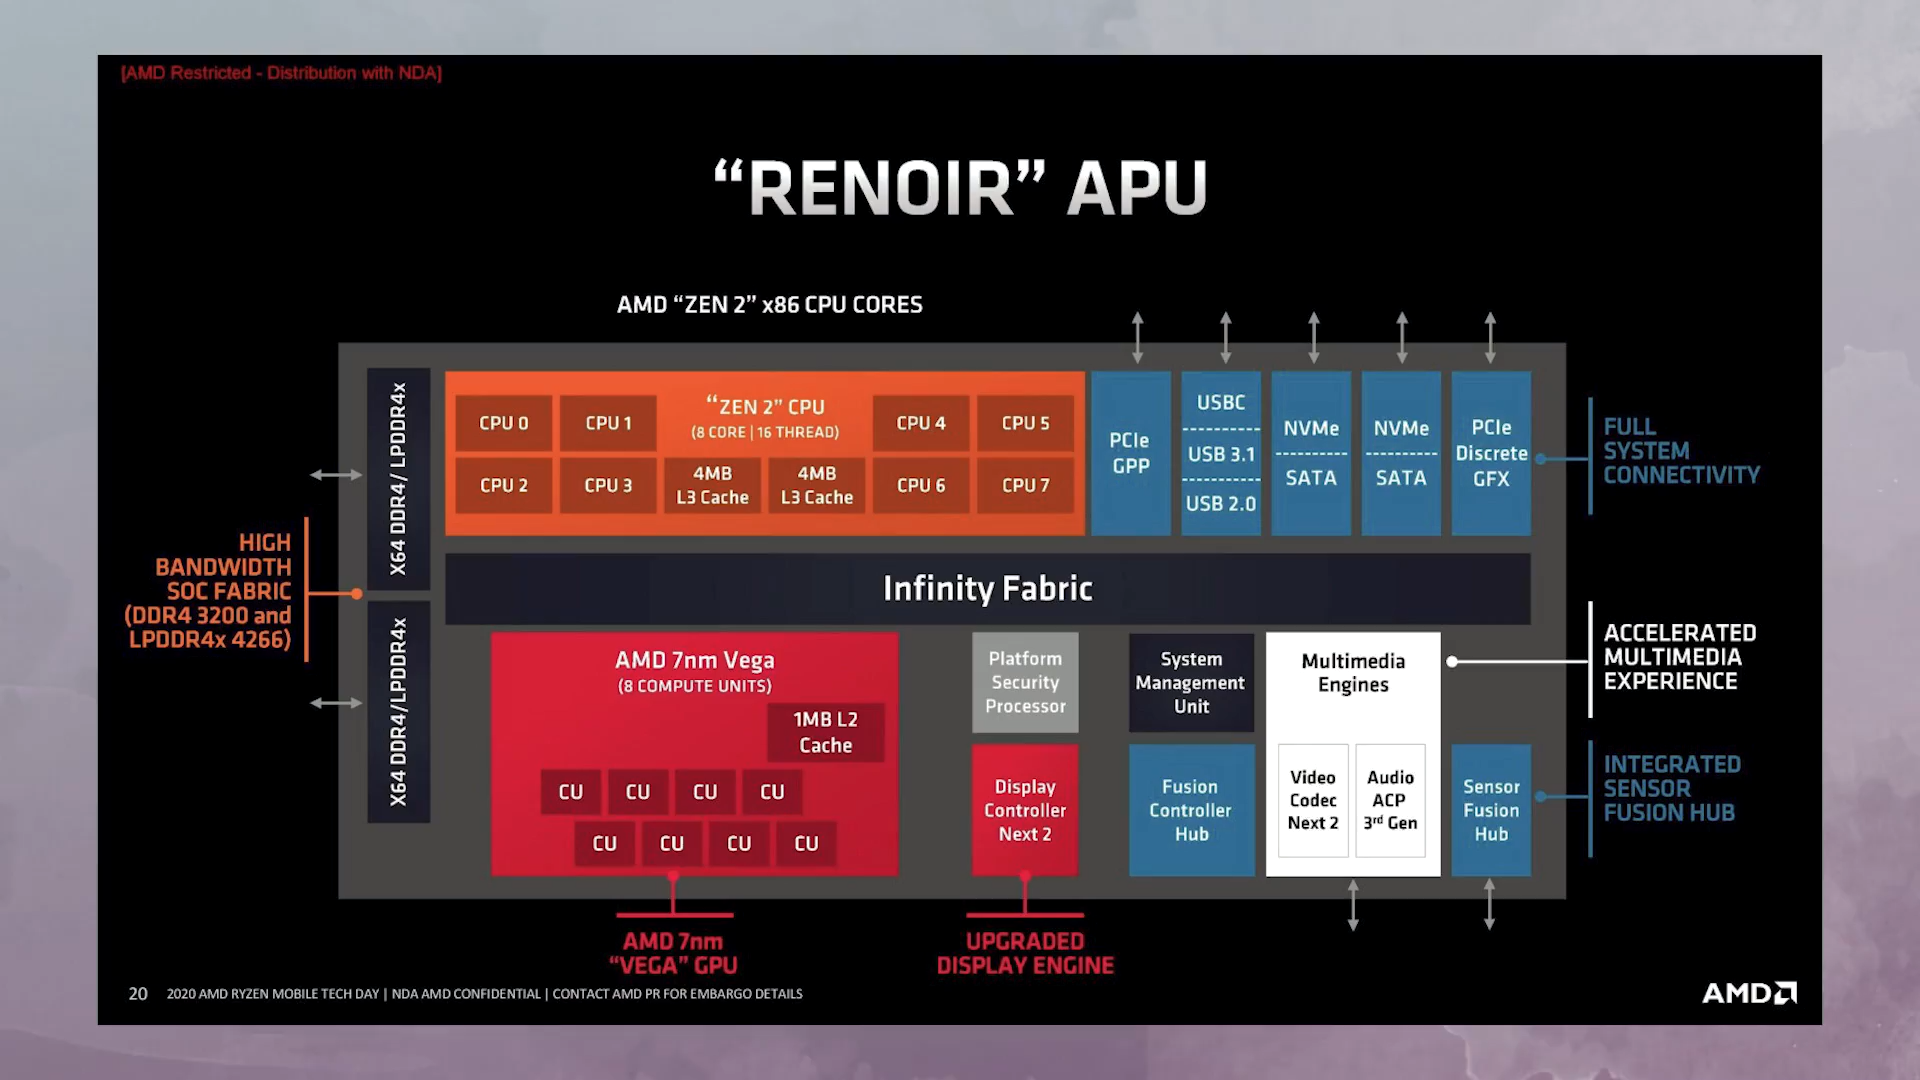 [AMD Restricted - Distribution with NDA]
“RENOIR” APU
AMD “ZEN 2” x86 CPU CORES
X64 DDR4/ LPDDR4x
X64 DDR4/LPDDR4x
HIGH
BANDWIDTH
SOC FABRIC
(DDR4 3200 and
LPDDR4x 4266)
CPU 0
CPU 1
“ZEN 2” CPU
(8 CORE | 16 THREAD)
CPU 4
CPU 5
CPU 2
CPU 3
4MB
L3 Cache
4MB
L3 Cache
CPU 6
CPU 7
PCIe
GPP
USBC
USB 3.1
USB 2.0
NVMe
SATA
NVMe
SATA
PCIe
Discrete
GFX
FULL
SYSTEM
CONNECTIVITY
Infinity Fabric
AMD 7nm Vega
(8 COMPUTE UNITS)
1MB L2
Cache
CU
CU
CU
CU
CU
CU
CU
CU
Platform
Security
Processor
Display
Controller
Next 2
System
Management
Unit
Fusion
Controller
Hub
Multimedia
Engines
Video
Codec
Next 2
Audio
ACP
3rd Gen
Sensor
Fusion
Hub
ACCELERATED
MULTIMEDIA
EXPERIENCE
INTEGRATED
SENSOR
FUSION HUB
AMD 7nm
“VEGA” GPU
UPGRADED
DISPLAY ENGINE
20 2020 AMD RYZEN MOBILE TECH DAY | NDA AMD CONFIDENTIAL | CONTACT AMD PR FOR EMBARGO DETAILS
AMD